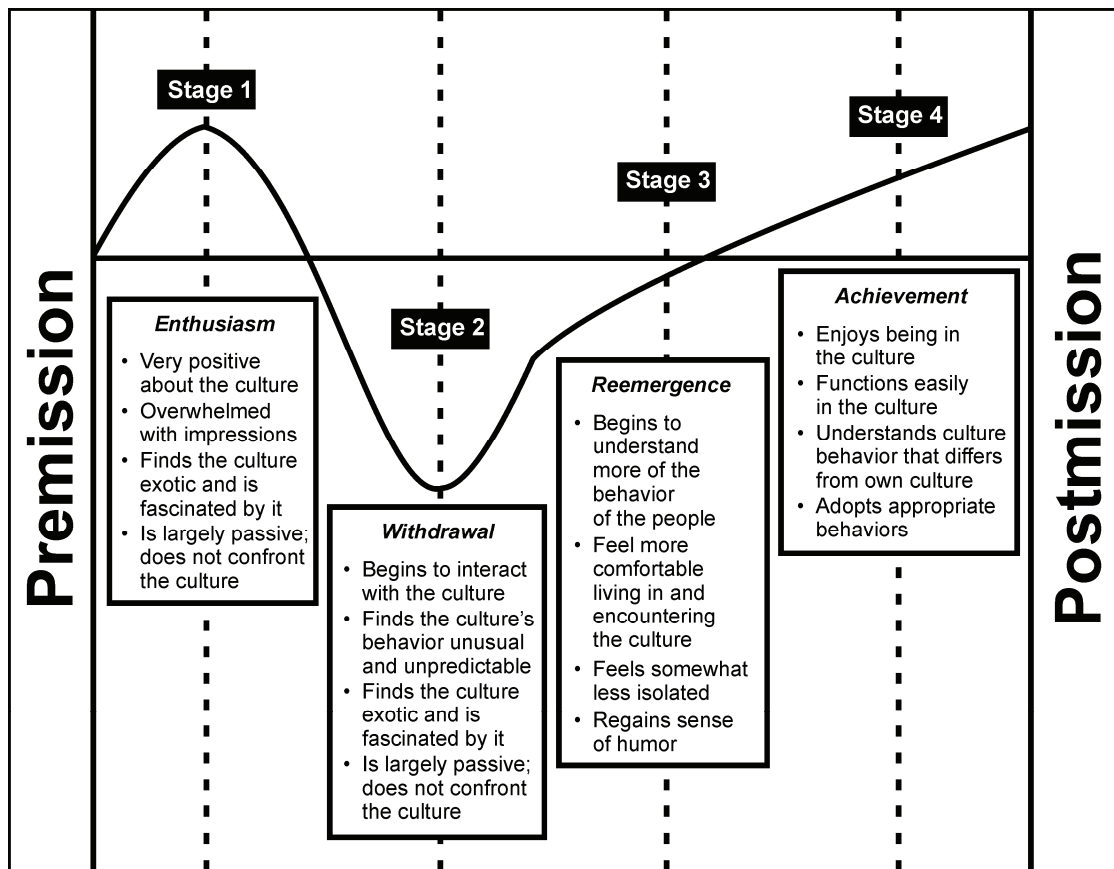 Premission
Stage 1
Enthusiasm
• Very positive
about the culture
• Overwhelmed
with impressions
• Finds the culture
exotic and is
fascinated by it
• Is largely passive;
does not confront
the culture
Stage 2
Withdrawal
• Begins to interact
with the culture
• Finds the culture’s
behavior unusual
and unpredictable
• Finds the culture
exotic and is
fascinated by it
• Is largely passive;
does not confront
the culture
Stage 3
Reemergence
• Begins to
understand
more of the
behavior
of the people
• Feel more
comfortable
living in and
encountering
the culture
• Feels somewhat
less isolated
• Regains sense
of humor
Stage 4
Achievement
• Enjoys being in
the culture
• Functions easily
in the culture
• Understands culture
behavior that differs
from own culture
• Adopts appropriate
behaviors
Postmission